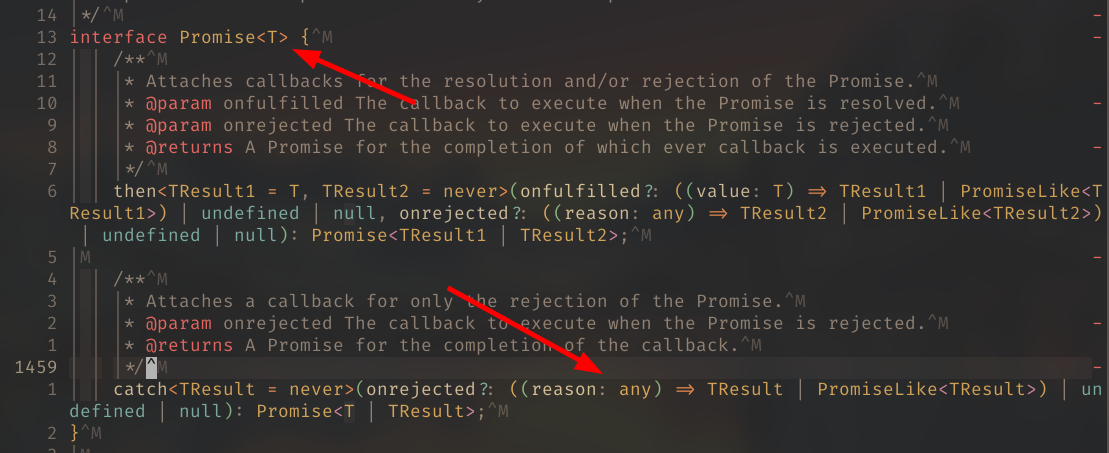 14 */^M
13 interface Promise<T> {^M
12 /**^M
11 * Attaches callbacks for the resolution and/or rejection of the Promise.^M
10 * @param onfulfilled The callback to execute when the Promise is resolved.^M
9 * @param onrejected The callback to execute when the Promise is rejected.^M
8 * @returns A Promise for the completion of which ever callback is executed.^M
7 */^M
6 then<TResult1 = T, TResult2 = never>(onfulfilled?: ((value: T) => TResult1 | PromiseLike<T
Result1>) | undefined | null, onrejected?: ((reason: any) => TResult2 | PromiseLike<TResult2>)
| undefined | null): Promise<TResult1 | TResult2>;^M
5 M
4 /**^M
3 * Attaches a callback for only the rejection of the Promise.^M
2 * @param onrejected The callback to execute when the Promise is rejected.^M
1 * @returns A Promise for the completion of the callback.^M
1459 */^M
1 catch<TResult = never>(onrejected?: ((reason: any) => TResult | PromiseLike<TResult>) | un
defined | null): Promise<T | TResult>;^M
2 }^M